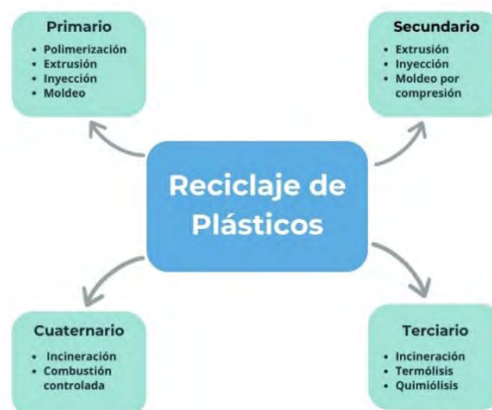 Primario
• Polimerización
• Extrusión
• Inyección
• Moldeo
Secundario
• Extrusión
• Inyección
• Moldeo por
compresión
Reciclaje de
Plásticos
Cuaternario
• Incineración
• Combustión
controlada
Terciario
• Incineración
• Termólisis
• Quimiólisis